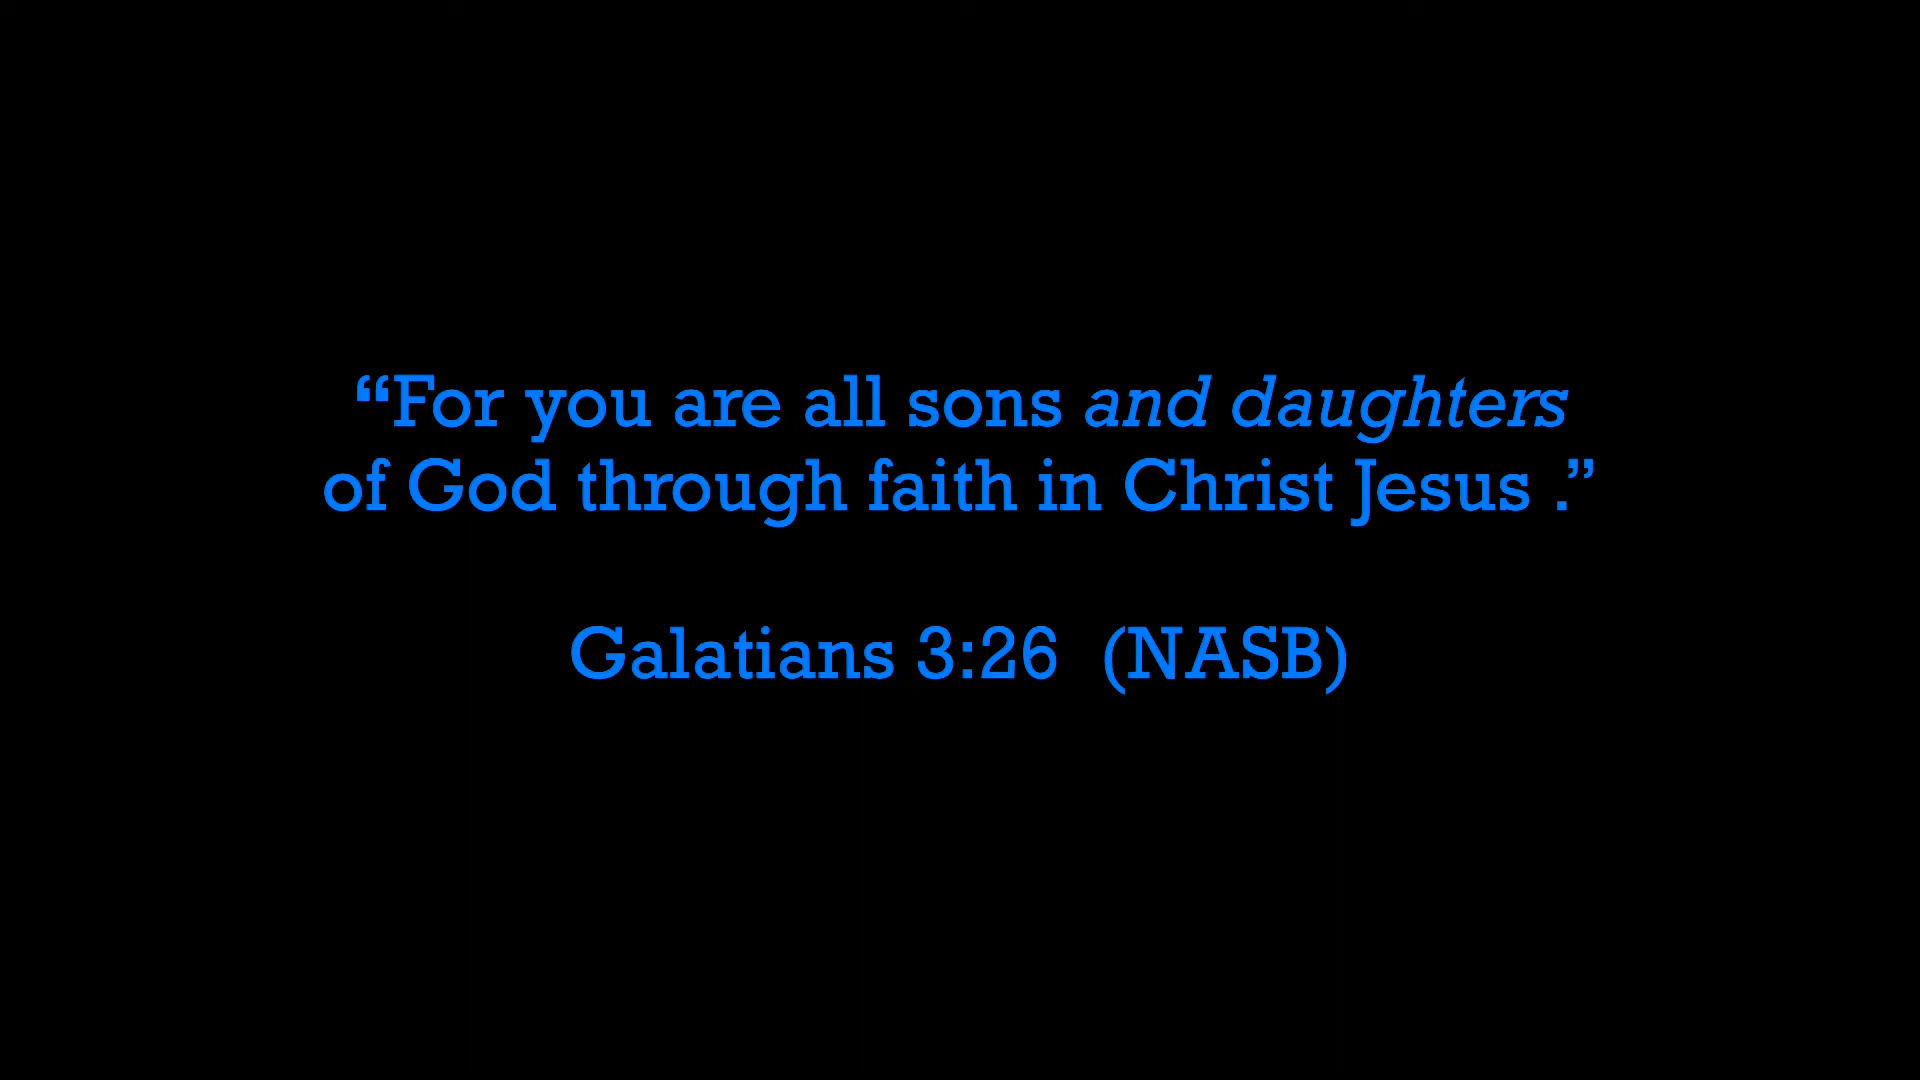 “For you are all sons and daughters
of God through faith in Christ Jesus .”
Galatians 3:26  (NASB)